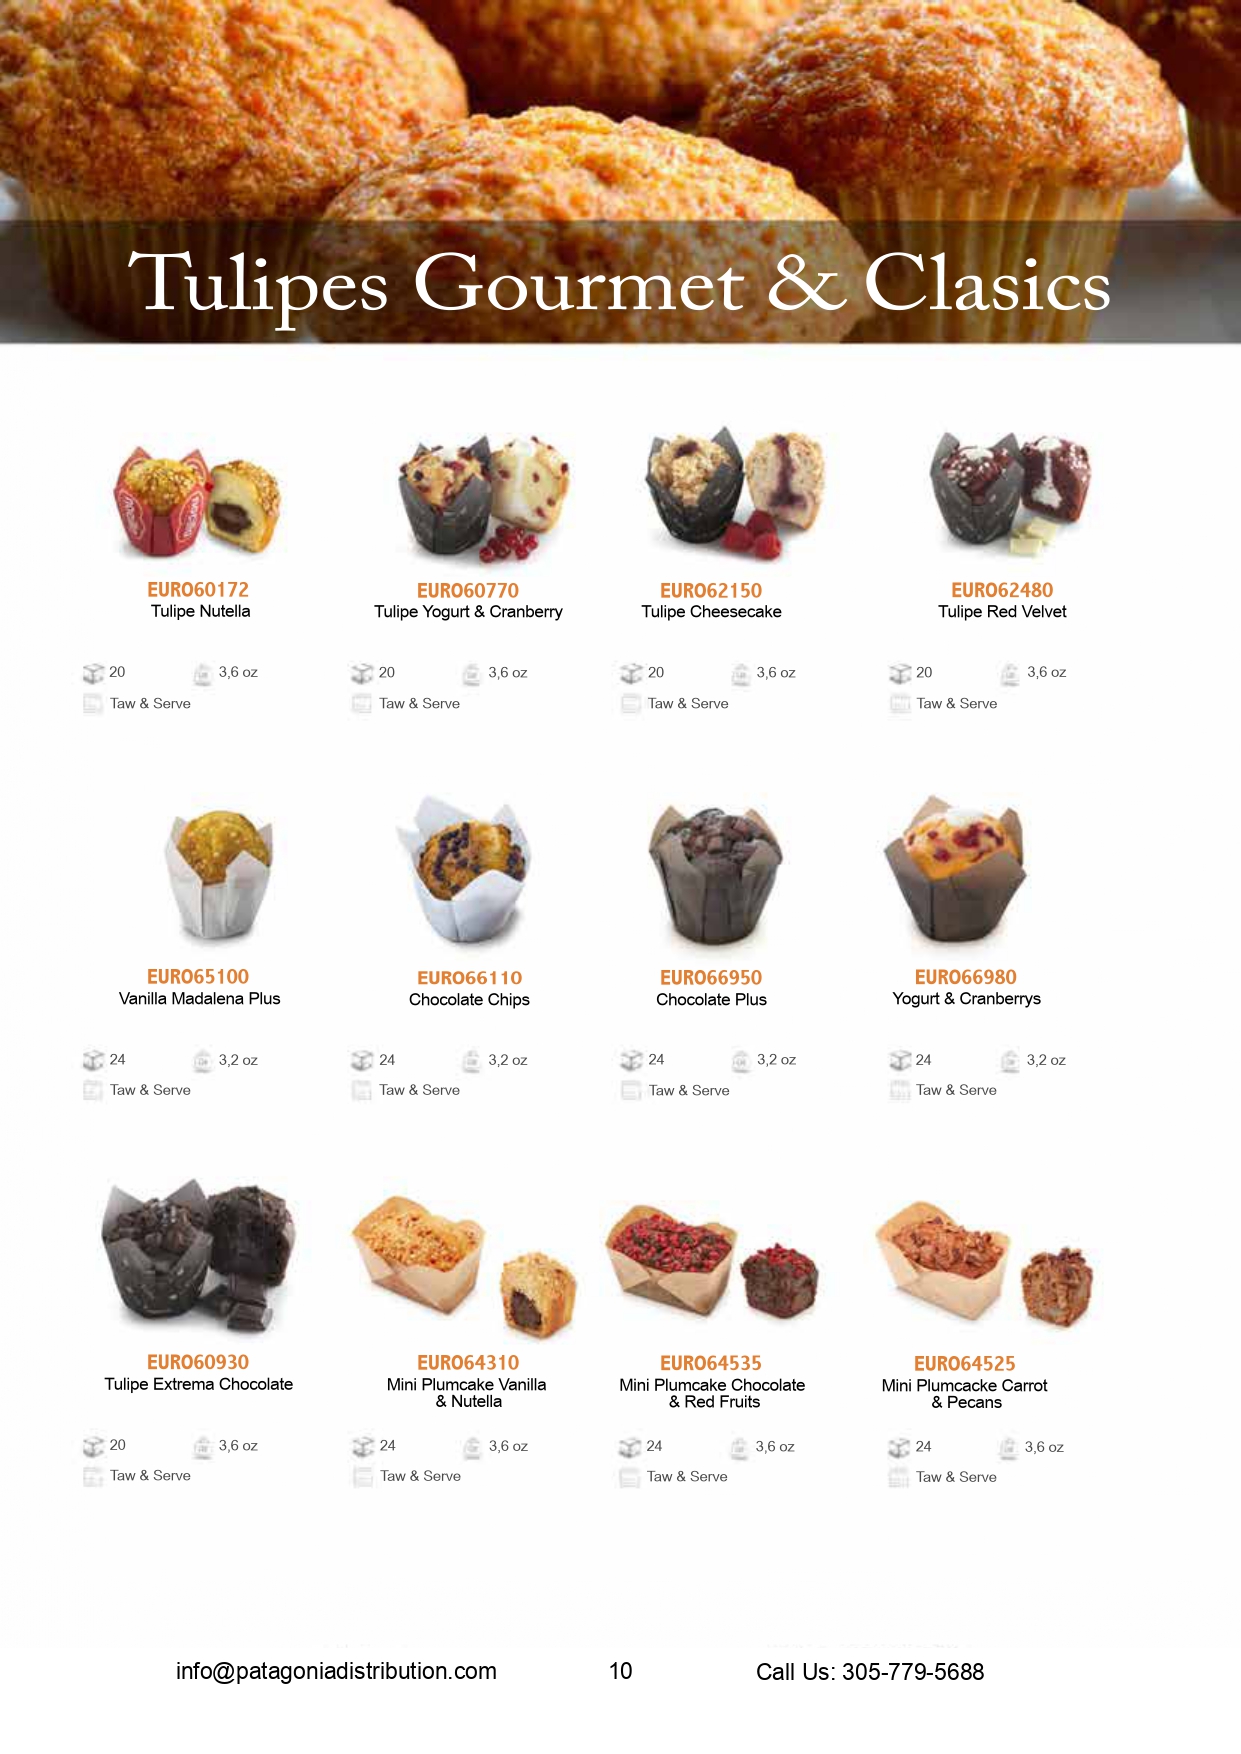 Tulipes Gourmet & Clasics
EURO60172
Tulipe Nutella
20
3,6 oz
Taw & Serve
EURO60770
Tulipe Yogurt & Cranberry
20
3,6 oz
Taw & Serve
EURO62150
Tulipe Cheesecake
20
3,6 oz
Taw & Serve
EURO62480
Tulipe Red Velvet
20
3,6 oz
Taw & Serve
EURO65100
Vanilla Madalena Plus
24
3,2 oz
Taw & Serve
EURO66110
Chocolate Chips
24
3,2 oz
Taw & Serve
EURO66950
Chocolate Plus
24
3,2 oz
Taw & Serve
EURO66980
Yogurt & Cranberrys
24
3,2 oz
Taw & Serve
EURO60930
Tulipe Extrema Chocolate
20
3,6 oz
Taw & Serve
EURO64310
Mini Plumcake Vanilla
& Nutella
24
3,6 oz
Taw & Serve
EURO64535
Mini Plumcake Chocolate
& Red Fruits
24
3,6 oz
Taw & Serve
EURO64525
Mini Plumcacke Carrot
& Pecans
24
3,6 oz
Taw & Serve
info@patagoniadistribution.com
10
Call Us: 305-779-5688